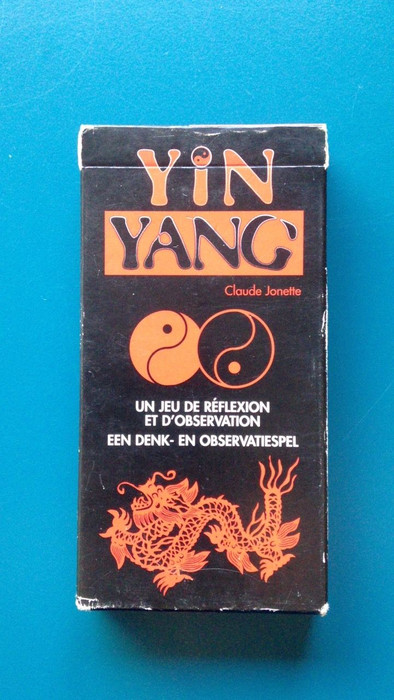 YiN
YANG
Claude Jonette
UN JEU DE RÉFLEXION
ET D'OBSERVATION
EEN DENK- EN OBSERVATIESPEL